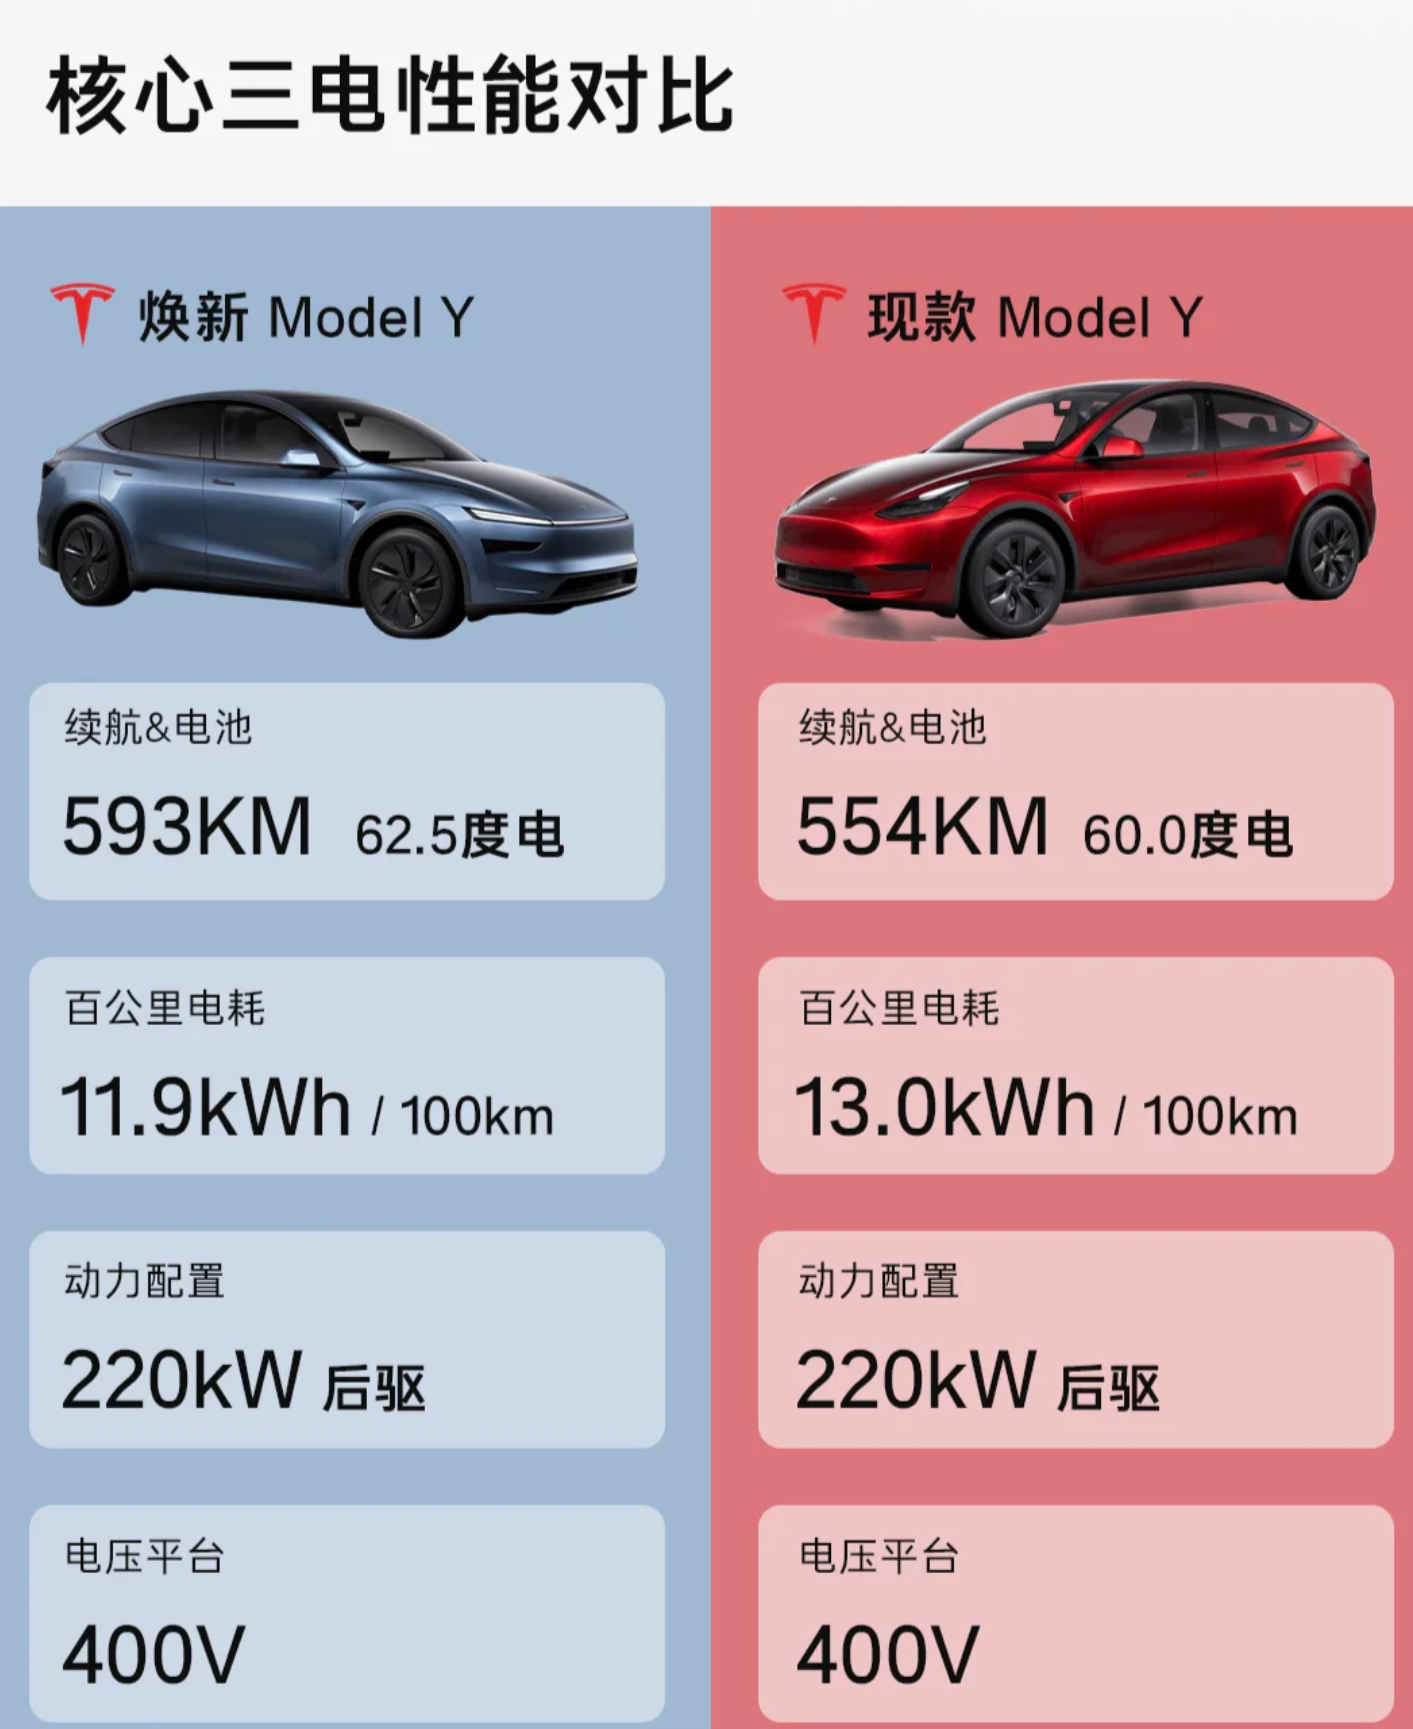 核心三电性能对比
焕新 Model Y
续航&电池
593KM 62.5度电
百公里电耗
11.9kWh / 100km
动力配置
220kW 后驱
电压平台
400V
现款 Model Y
续航&电池
554KM 60.0度电
百公里电耗
13.0kWh / 100km
动力配置
220kW 后驱
电压平台
400V